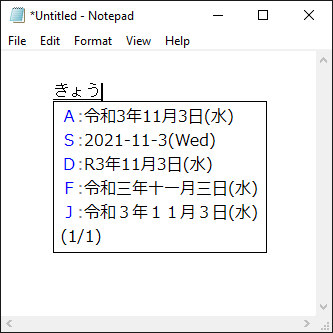 *Untitled - Notepad
File Edit Format View Help
きょう
A:令和3年11月3日(水)
S:2021-11-3(Wed)
D:R3年11月3日(水)
F:令和三年十一月三日(水)
J:令和３年１１月３日(水)
(1/1)